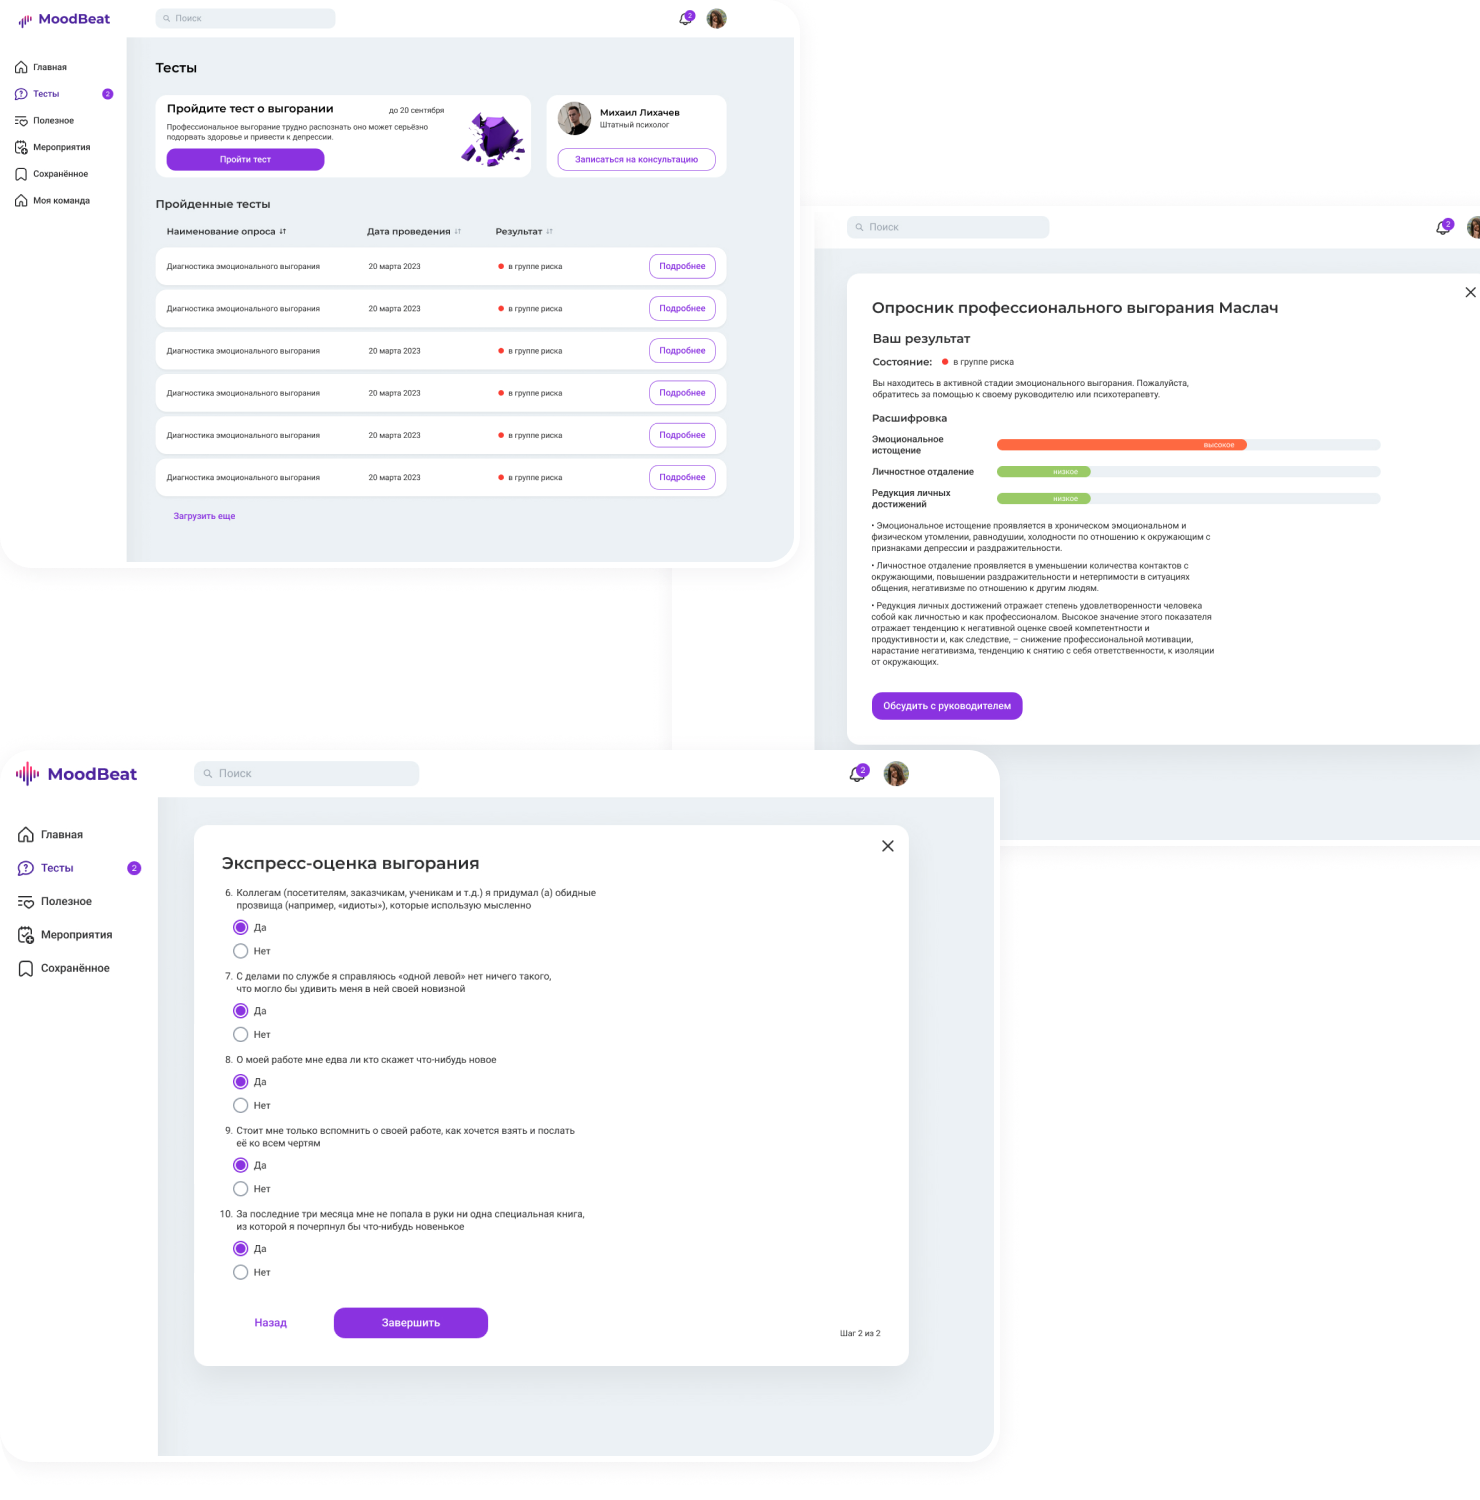 MoodBeat
Поиск
2
Главная
Тесты
2
Полезное
Мероприятия
Сохранённое
Моя команда
Тесты
Пройдите тест о выгорании
до 20 сентября
Профессиональное выгорание трудно распознать оно может серьёзно
подорвать здоровье и привести к депрессии.
Пройти тест
Михаил Лихачев
Штатный психолог
Записаться на консультацию
Пройденные тесты
Наименование опроса
Дата проведения
Результат
Диагностика эмоционального выгорания
20 марта 2023
в группе риска
Подробнее
Диагностика эмоционального выгорания
20 марта 2023
в группе риска
Подробнее
Диагностика эмоционального выгорания
20 марта 2023
в группе риска
Подробнее
Диагностика эмоционального выгорания
20 марта 2023
в группе риска
Подробнее
Диагностика эмоционального выгорания
20 марта 2023
в группе риска
Подробнее
Диагностика эмоционального выгорания
20 марта 2023
в группе риска
Подробнее
Загрузить еще
Поиск
2
Опросник профессионального выгорания Маслач
Ваш результат
Состояние:
в группе риска
Вы находитесь в активной стадии эмоционального выгорания. Пожалуйста,
обратитесь за помощью к своему руководителю или психотерапевту.
Расшифровка
Эмоциональное
истощение
высокое
Личностное отдаление
низкое
Редукция личных
достижений
низкое
• Эмоциональное истощение проявляется в хроническом эмоциональном и
физическом утомлении, равнодушии, холодности по отношению к окружающим с
признаками депрессии и раздражительности.
• Личностное отдаление проявляется в уменьшении количества контактов с
окружающими, повышении раздражительности и нетерпимости в ситуациях
общения, негативизме по отношению к другим людям.
• Редукция личных достижений отражает степень удовлетворенности человека
собой как личностью и как профессионалом. Высокое значение этого показателя
отражает тенденцию к негативной оценке своей компетентности и
продуктивности и, как следствие, – снижение профессиональной мотивации,
нарастание негативизма, тенденцию к снятию с себя ответственности, к изоляции
от окружающих.
Обсудить с руководителем
MoodBeat
Поиск
2
Главная
Тесты
2
Полезное
Мероприятия
Сохранённое
Экспресс-оценка выгорания
6. Коллегам (посетителям, заказчикам, ученикам и т.д.) я придумал (а) обидные
прозвища (например, «идиоты»), которые использую мысленно
Да
Нет
7. С делами по службе я справляюсь «одной левой» нет ничего такого,
что могло бы удивить меня в ней своей новизной
Да
Нет
8. О моей работе мне едва ли кто скажет что-нибудь новое
Да
Нет
9. Стоит мне только вспомнить о своей работе, как хочется взять и послать
её ко всем чертям
Да
Нет
10. За последние три месяца мне не попала в руки ни одна специальная книга,
из которой я почерпнул бы что-нибудь новенькое
Да
Нет
Назад
Завершить
Шаг 2 из 2